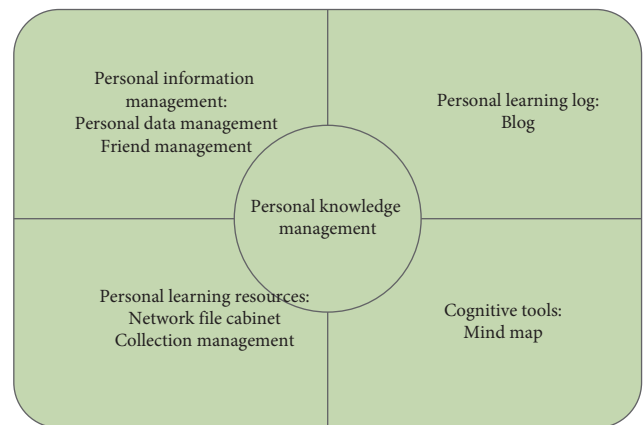 Personal information
management:
Personal data management
Friend management
Personal learning log:
Blog
Personal knowledge
management
Personal learning resources:
Network file cabinet
Collection management
Cognitive tools:
Mind map